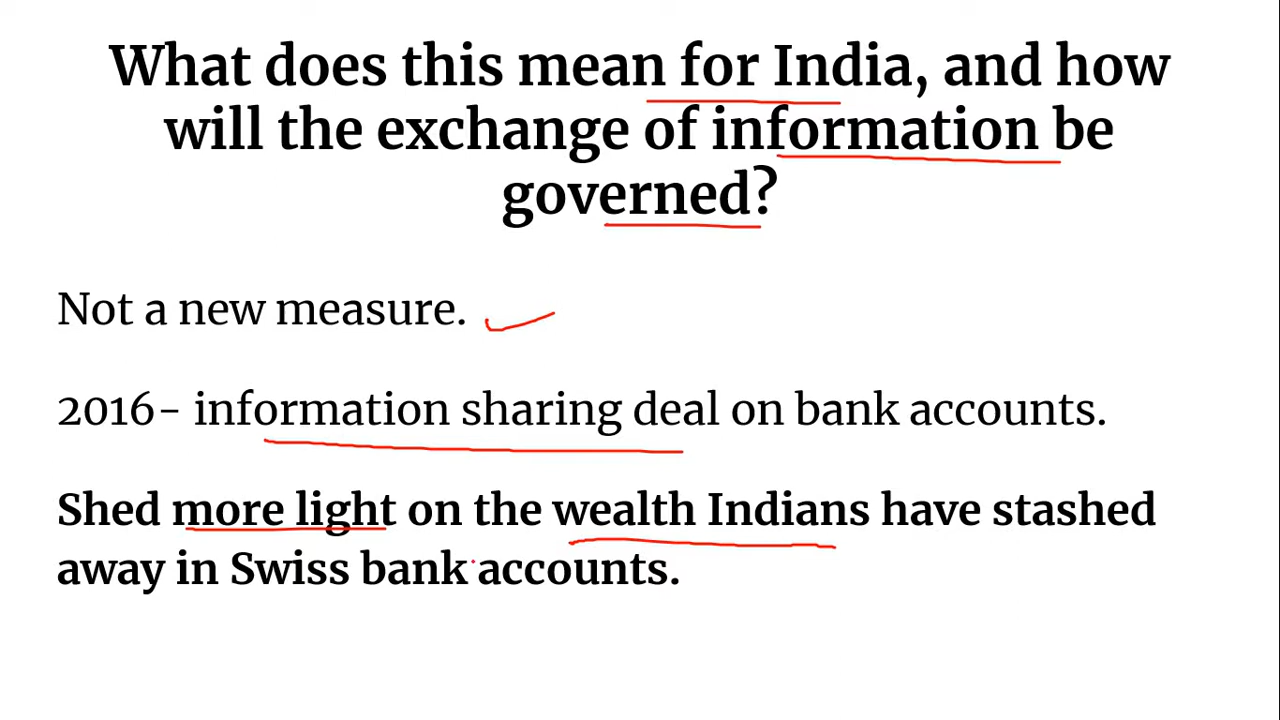 What does this mean for India, and how
will the exchange of information be
governed?
Not a new measure.
2016- information sharing deal on bank accounts.
Shed more light on the wealth Indians have stashed
away in Swiss bank accounts.